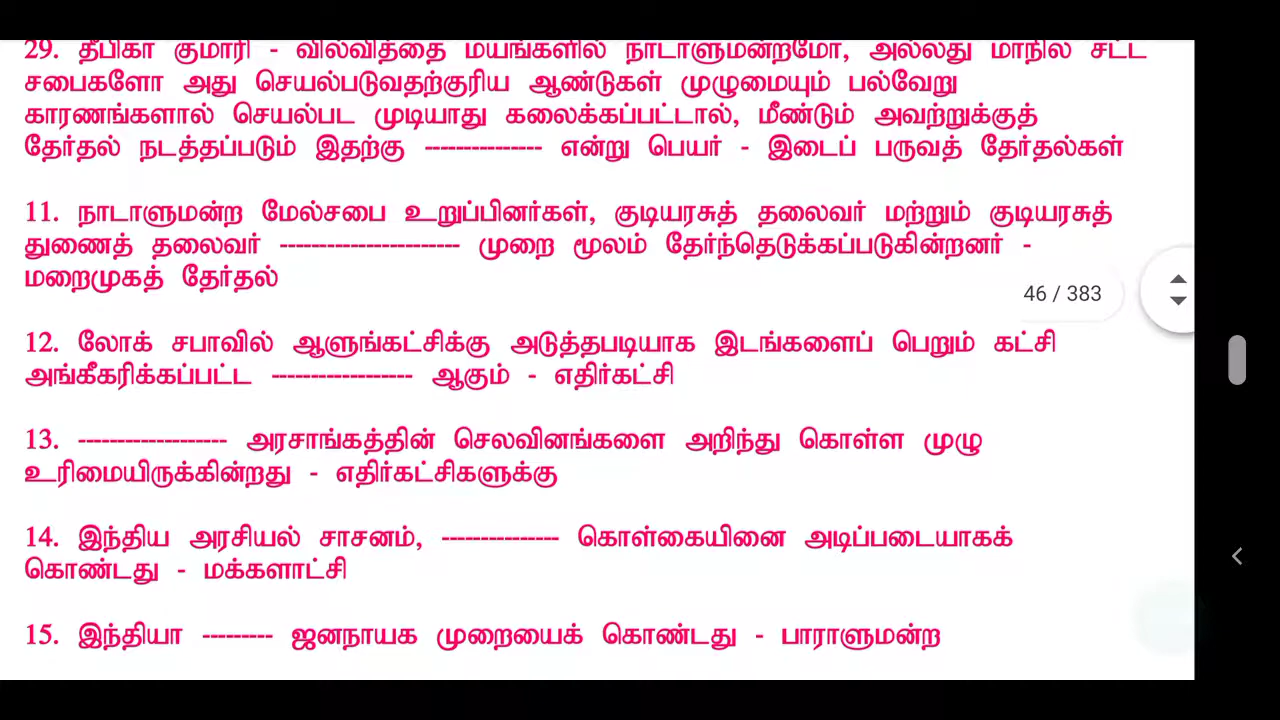 29. தீபிகா குமாரி - வில்வித்தை மயங்களில் நாடாளுமன்றமோ, அல்லது மாநில சட்ட
சபைகளோ அது செயல்படுவதற்குரிய ஆண்டுகள் முழுமையும் பல்வேறு
காரணங்களால் செயல்பட முடியாது கலைக்கப்பட்டால், மீண்டும் அவற்றுக்குத்
தேர்தல் நடத்தப்படும் இதற்கு --------------- என்று பெயர் - இடைப் பருவத் தேர்தல்கள்
11. நாடாளுமன்ற மேல்சபை உறுப்பினர்கள், குடியரசுத் தலைவர் மற்றும் குடியரசுத்
துணைத் தலைவர் ----------------------- முறை மூலம் தேர்ந்தெடுக்கப்படுகின்றனர் -
மறைமுகத் தேர்தல்
46 / 383
12. லோக் சபாவில் ஆளுங்கட்சிக்கு அடுத்தபடியாக இடங்களைப் பெறும் கட்சி
அங்கீகரிக்கப்பட்ட ------------------ ஆகும் - எதிர்கட்சி
13. ------------------- அரசாங்கத்தின் செலவினங்களை அறிந்து கொள்ள முழு
உரிமையிருக்கின்றது - எதிர்கட்சிகளுக்கு
14. இந்திய அரசியல் சாசனம், --------------- கொள்கையினை அடிப்படையாகக்
கொண்டது - மக்களாட்சி
15. இந்தியா --------- ஜனநாயக முறையைக் கொண்டது - பாராளுமன்ற